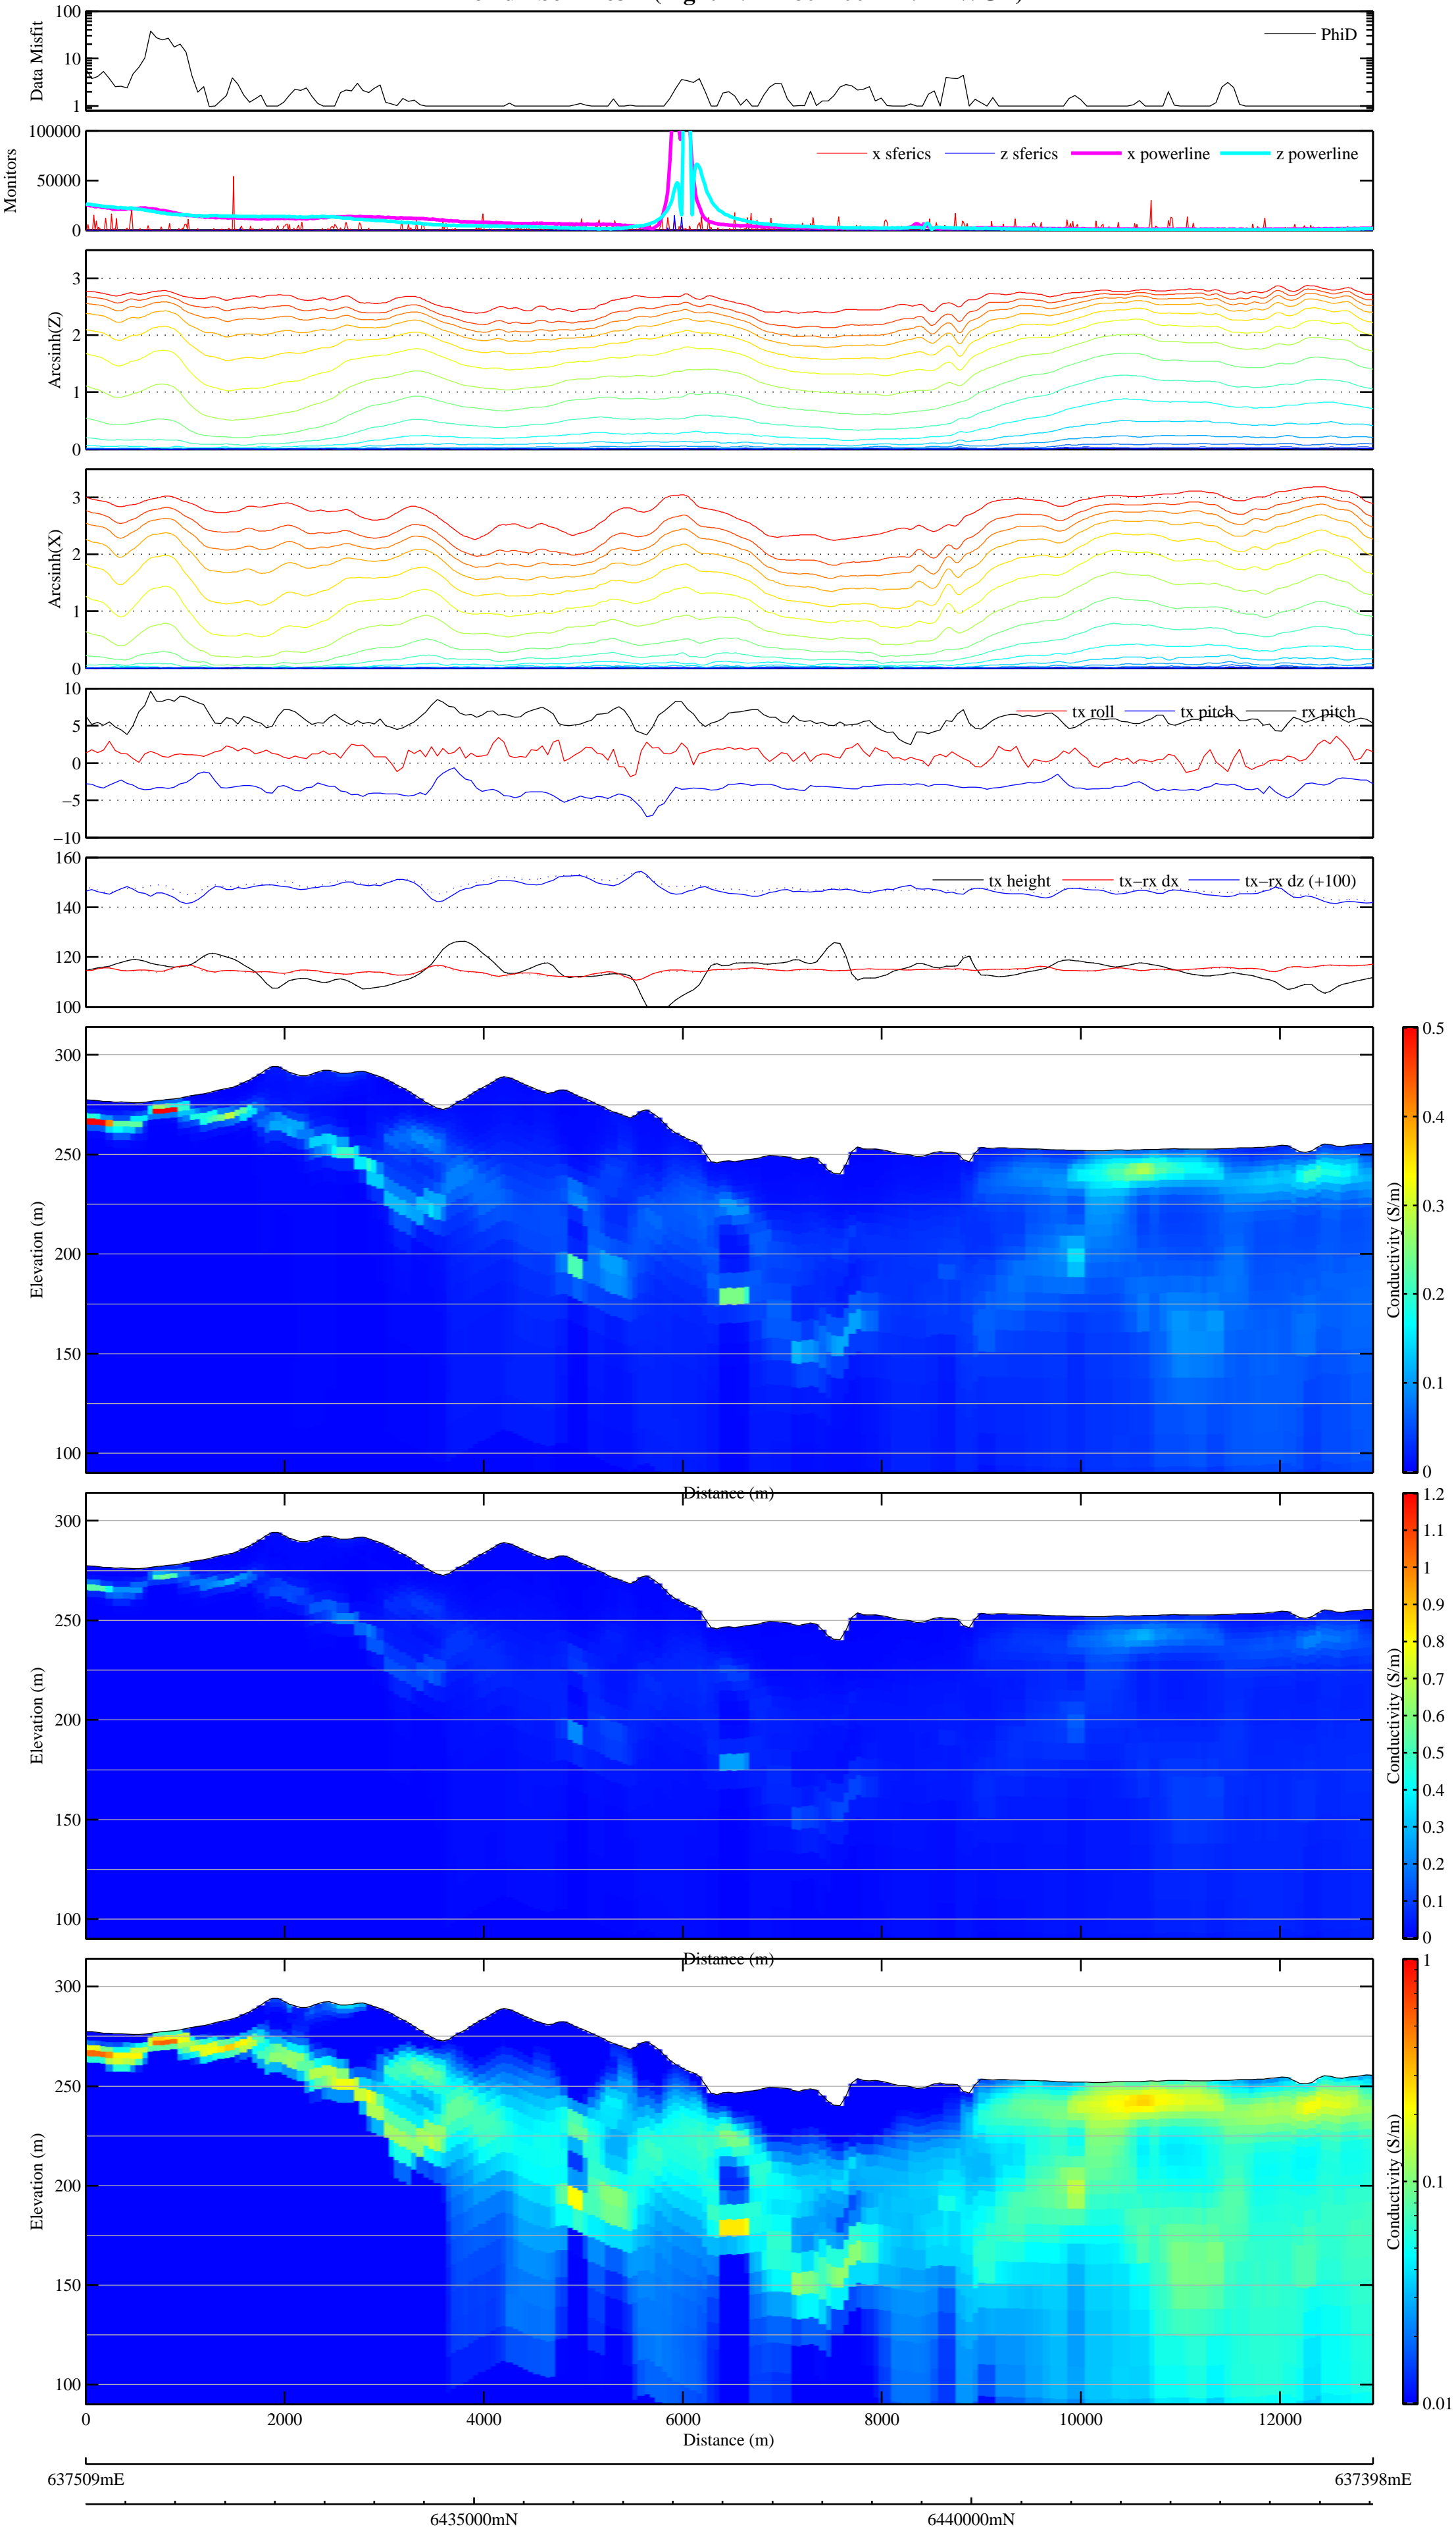 100
10
1
Data Misfit
PhiD
100000
50000
0
Monitors
x sferics
z sferics
x powerline
z powerline
3
2
1
0
Arcsinh(Z)
3
2
1
0
Arcsinh(X)
10
5
0
−5
−10
tx roll
tx pitch
rx pitch
160
140
120
100
tx height
tx−rx dx
tx−rx dz (+100)
300
250
200
150
100
Elevation (m)
Distance (m)
0.5
0.4
0.3
0.2
0.1
0
Conductivity (S/m)
300
250
200
150
100
Elevation (m)
Distance (m)
1.2
1.1
1
0.9
0.8
0.7
0.6
0.5
0.4
0.3
0.2
0.1
0
Conductivity (S/m)
300
250
200
150
100
Elevation (m)
1
0.1
0.01
Conductivity (S/m)
0
2000
4000
6000
8000
10000
12000
Distance (m)
637509mE
637398mE
6435000mN
6440000mN